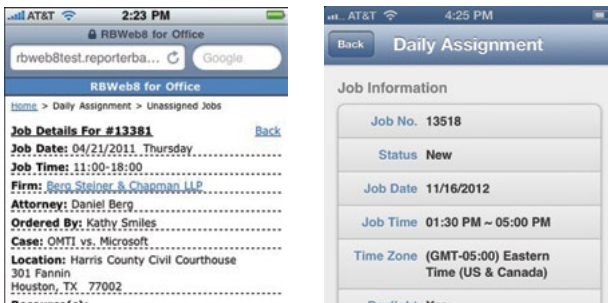 AT&T 2:23 PM
RBWeb8 for Office
rbweb8test.reporterba... Google
RBWeb8 for Office
Home > Daily Assignment > Unassigned Jobs
Job Details For #13381 Back
Job Date: 04/21/2011 Thursday
Job Time: 11:00-18:00
Firm: Berg Steiner & Chapman LLP
Attorney: Daniel Berg
Ordered By: Kathy Smiles
Case: OMTI vs. Microsoft
Location: Harris County Civil Courthouse
301 Fannin
Houston, TX 77002
AT&T 4:25 PM
Back Daily Assignment
Job Information
Job No. 13518
Status New
Job Date 11/16/2012
Job Time 01:30 PM ~ 05:00 PM
Time Zone (GMT-05:00) Eastern
Time (US & Canada)